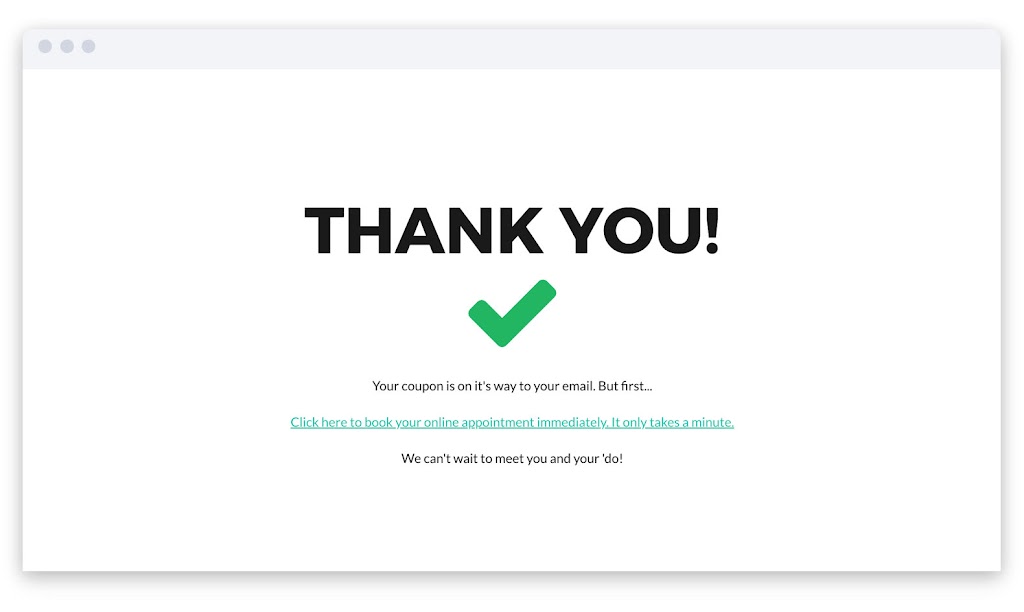 THANK YOU!
Your coupon is on it's way to your email. But first...
Click here to book your online appointment immediately. It only takes a minute.
We can't wait to meet you and your 'do!